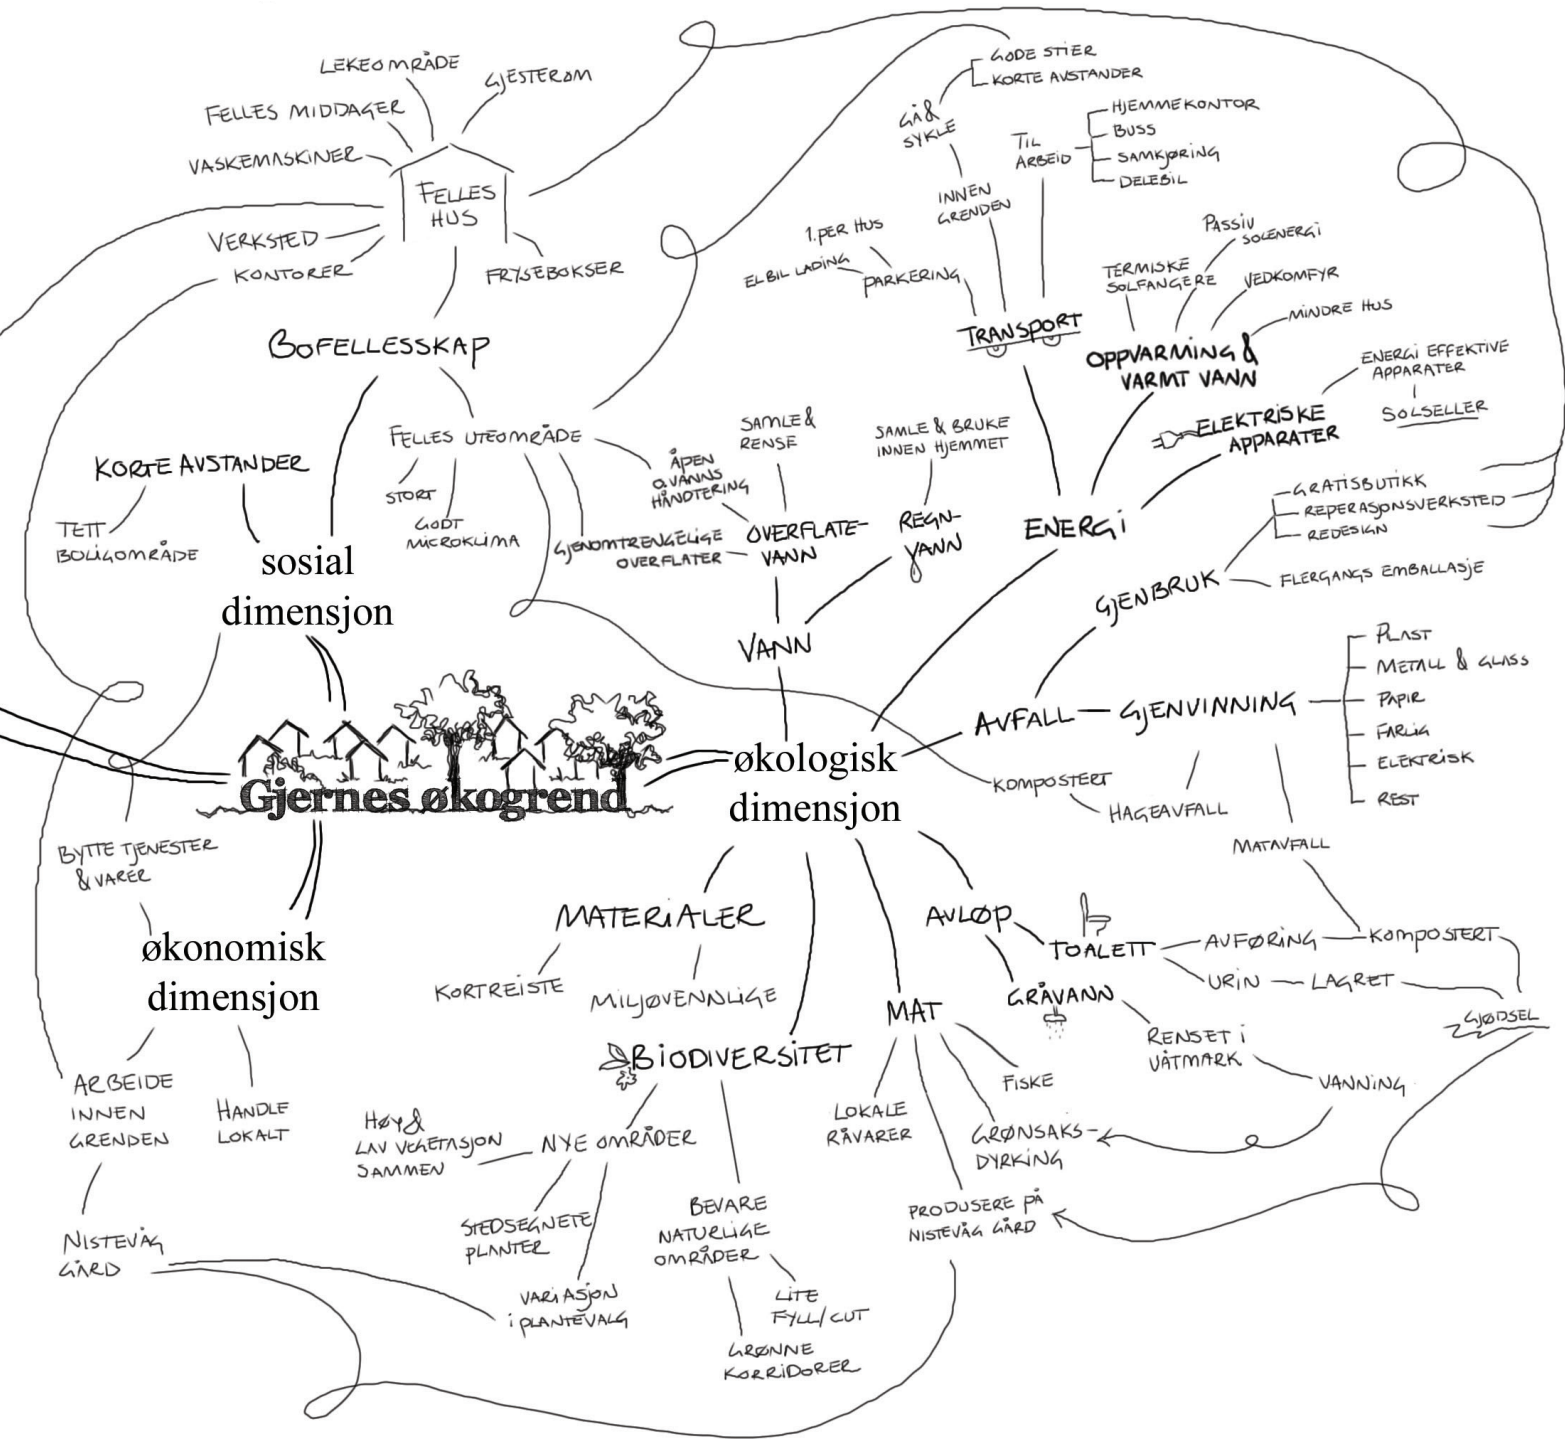 LEKEOMRÅDE
GJESTEROM
FELLES MIDDAGER
VASKEMASKINER
FELLES
HUS
VERKSTED
KONTORER
FRYSEBOKSER
BOFELLESSKAP
FELLES UTEOMRÅDE
STORT
GODT
MICROKLIMA
KORTE AVSTANDER
TETT
BOLIGOMRÅDE
sosial
dimensjon
GODE STIER
KORTE AVSTANDER
GÅ &
SYKLE
INNEN
GRENDEN
TIL
ARBEID
HJEMMEKONTOR
BUSS
SAMKJØRING
DELEBIL
1. PER HUS
ELBIL LADING
PARKERING
TRANSPORT
PASSIV
SOLENERGI
TERMISKE
SOLFANGERE
VEDKOMFYR
MINDRE HUS
OPPVARMING &
VARMT VANN
ENERGI EFFEKTIVE
APPARATER
SOLSELLER
ELEKTRISKE
APPARATER
ENERGI
SAMLE &
RENSE
SAMLE & BRUKE
INNEN HJEMMET
ÅPEN
O.VANNS
HÅNDTERING
GJENOMTRENGELIGE
OVERFLATER
OVERFLATE-
VANN
REGN-
VANN
VANN
GRATISBUTIKK
REPERASJONSVERKSTED
REDESIGN
FLERGANGS EMBALLASJE
GJENBRUK
AVFALL
GJENVINNING
PLAST
METALL & GLASS
PAPIR
FARLIG
ELEKTRISK
REST
KOMPOSTERT
HAGEAVFALL
MATAVFALL
Gjernes økogrend
økologisk
dimensjon
BYTTE TJENESTER
& VARER
økonomisk
dimensjon
ARBEIDE
INNEN
GRENDEN
HANDLE
LOKALT
NISTEVÅG
GÅRD
MATERIALER
KORTREISTE
MILJØVENNLIGE
BIODIVERSITET
HØY &
LAV VEGETASJON
SAMMEN
NYE OMRÅDER
STEDSEGNETE
PLANTER
VARIASJON
I PLANTEVALG
BEVARE
NATURLIGE
OMRÅDER
LITE
FYLL/CUT
GRØNNE
KORRIDORER
MAT
LOKALE
RÅVARER
FISKE
GRØNSAKS-
DYRKING
PRODUSERE PÅ
NISTEVÅG GÅRD
AVLØP
TOALETT
AVFØRING
KOMPOSTERT
URIN
LAGRET
GJØDSEL
GRÅVANN
RENSET I
VÅTMARK
VANNING